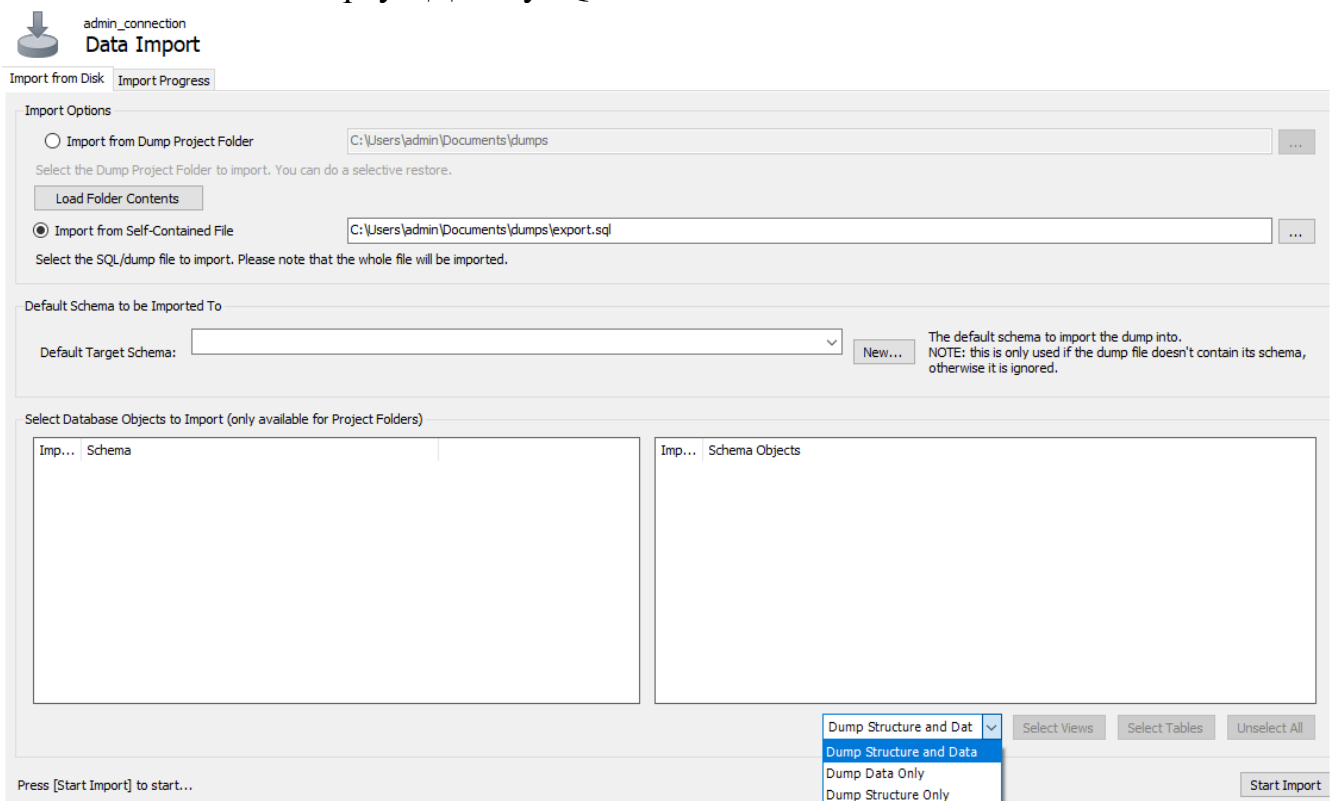 admin_connection
Data Import
Import from Disk Import Progress
Import Options
Import from Dump Project Folder C:\Users\admin\Documents\dumps ...
Select the Dump Project Folder to import. You can do a selective restore.
Load Folder Contents
Import from Self-Contained File C:\Users\admin\Documents\dumps\export.sql ...
Select the SQL/dump file to import. Please note that the whole file will be imported.
Default Schema to be Imported To
The default schema to import the dump into.
Default Target Schema: New... NOTE: this is only used if the dump file doesn't contain its schema,
otherwise it is ignored.
Select Database Objects to Import (only available for Project Folders)
Imp... Schema Imp... Schema Objects
Dump Structure and Dat Select Views Select Tables Unselect All
Dump Structure and Data
Dump Data Only
Press [Start Import] to start... Start Import
Dump Structure Only